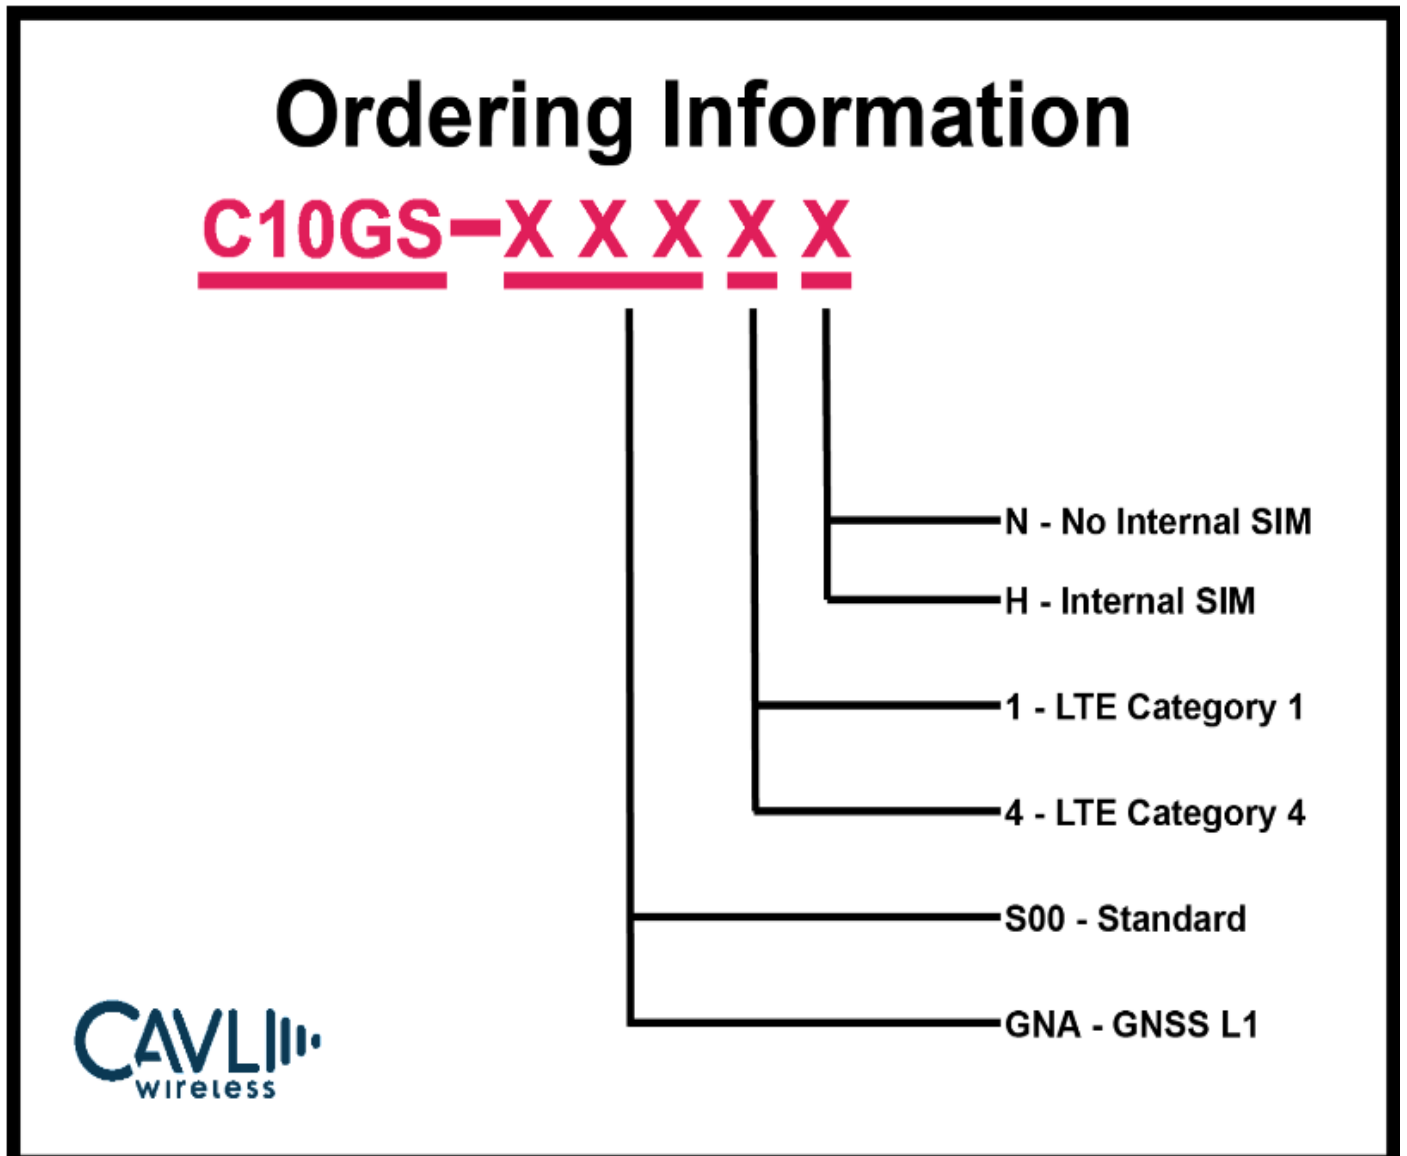 Ordering Information
C10GS-X X X X X
N - No Internal SIM
H - Internal SIM
1 - LTE Category 1
4 - LTE Category 4
S00 - Standard
GNA - GNSS L1
CAVLI
wireless